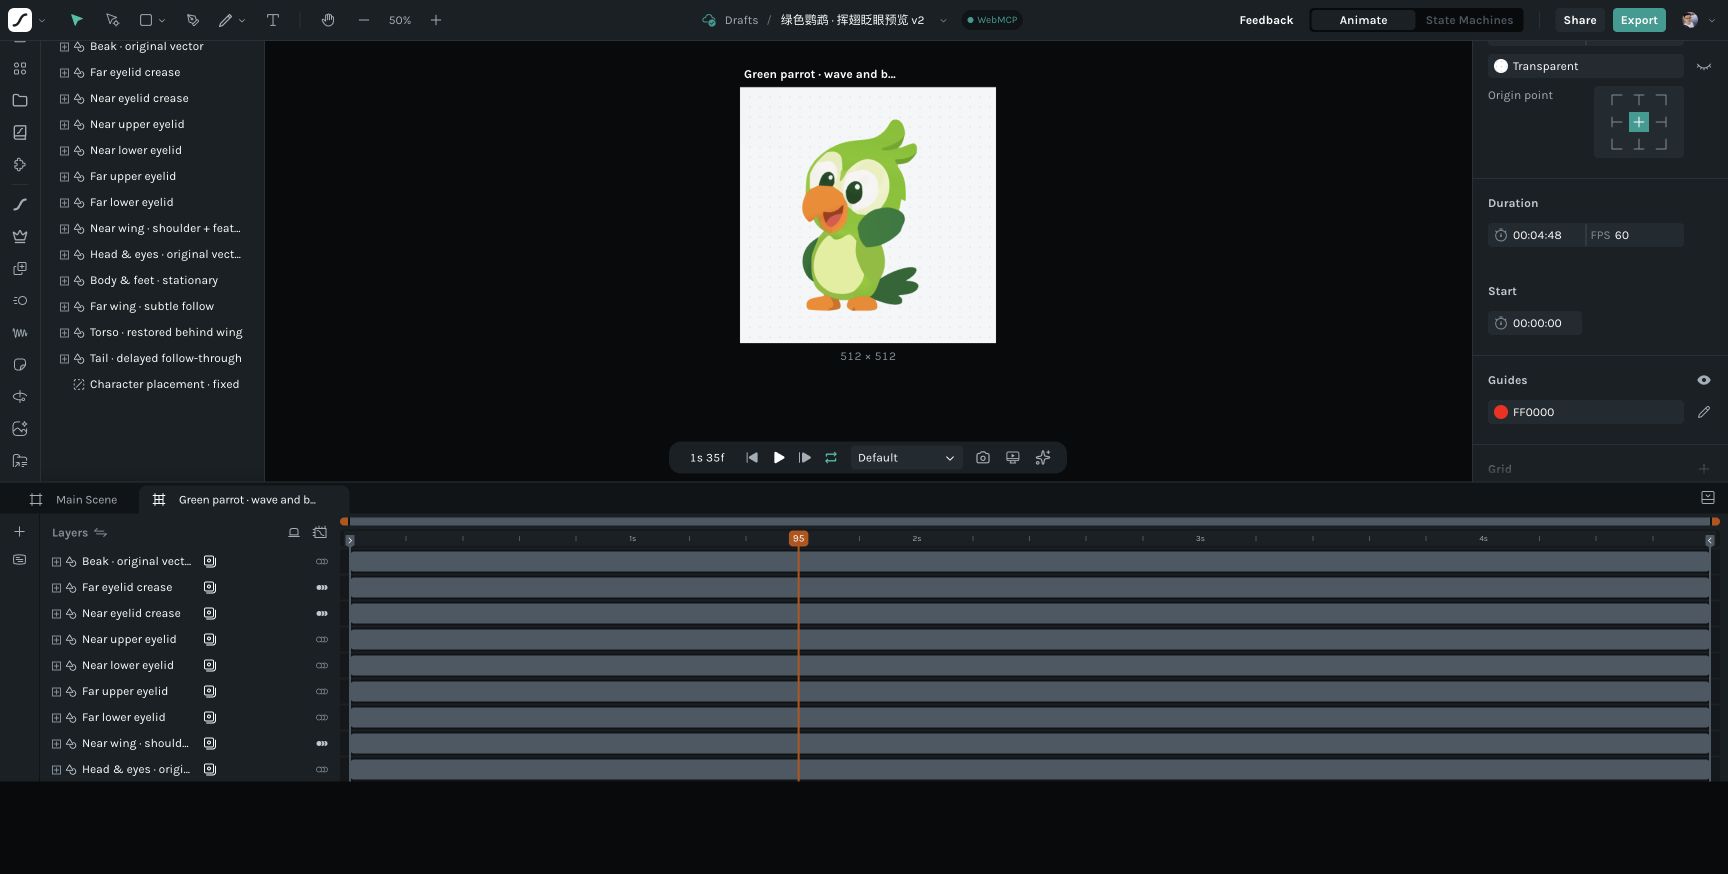 50%
Drafts / 绿色鹦鹉 · 挥翅眨眼预览 v2
WebMCP
Feedback
Animate
State Machines
Share
Export
Beak · original vector
Far eyelid crease
Near eyelid crease
Near upper eyelid
Near lower eyelid
Far upper eyelid
Far lower eyelid
Near wing · shoulder + feat...
Head & eyes · original vect...
Body & feet · stationary
Far wing · subtle follow
Torso · restored behind wing
Tail · delayed follow-through
Character placement · fixed
Green parrot · wave and b...
512 × 512
1s 35f
Default
Transparent
Origin point
Duration
00:04:48
FPS 60
Start
00:00:00
Guides
FF0000
Grid
Main Scene
Green parrot · wave and b...
Layers
1s
95
2s
3s
4s
Beak · original vect...
Far eyelid crease
Near eyelid crease
Near upper eyelid
Near lower eyelid
Far upper eyelid
Far lower eyelid
Near wing · should...
Head & eyes · origi...